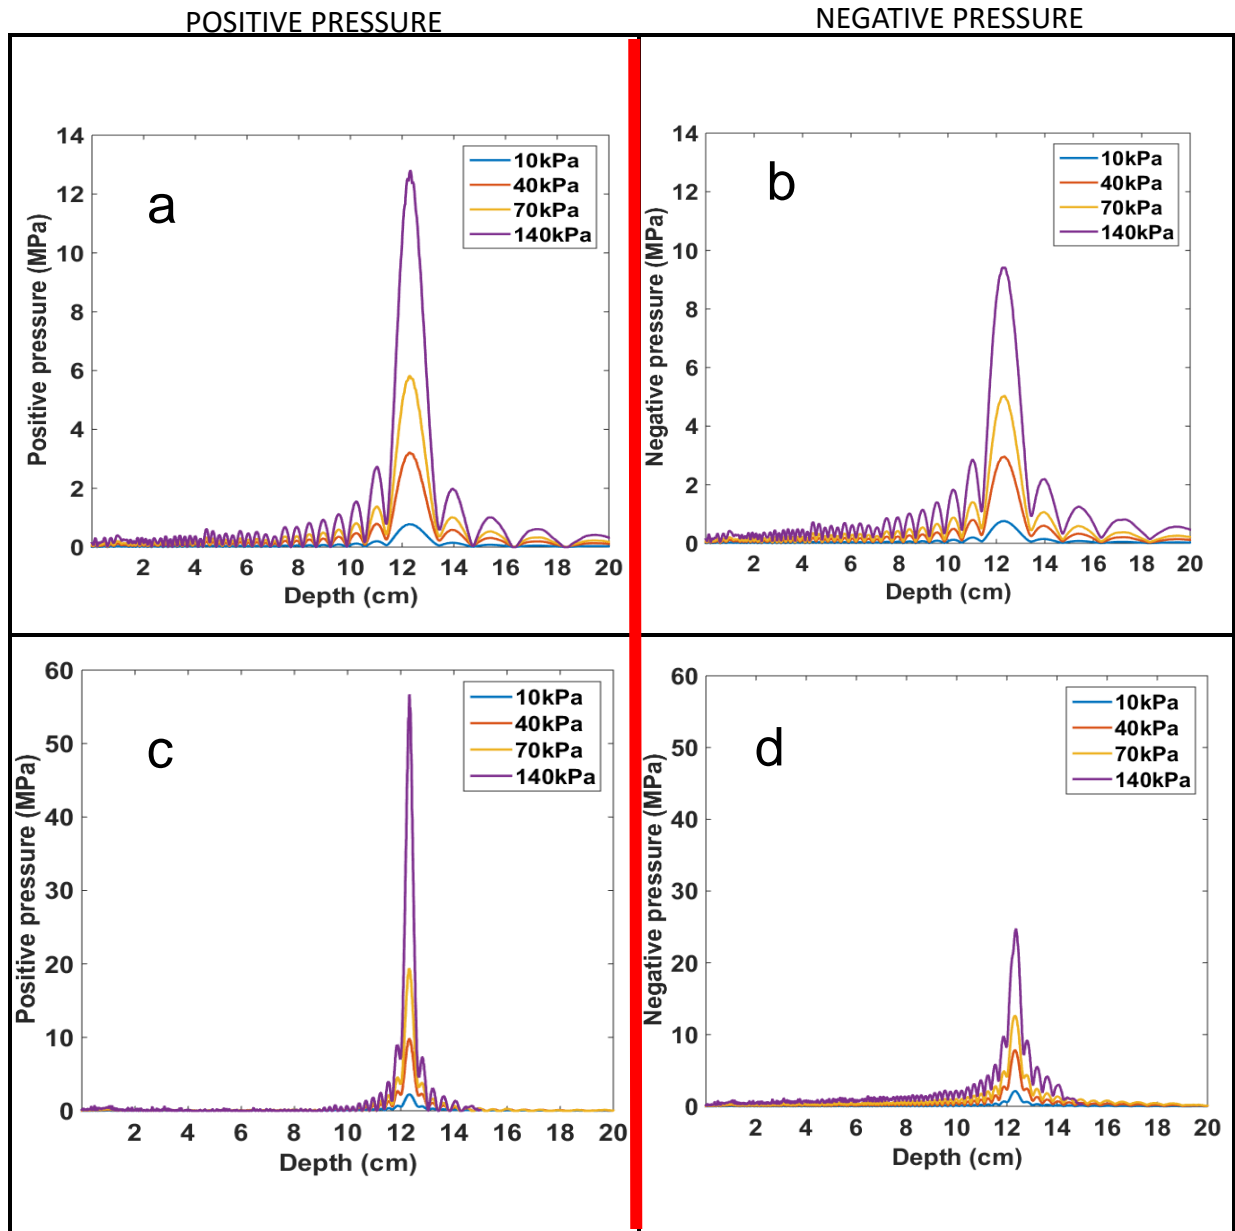 POSITIVE PRESSURE
NEGATIVE PRESSURE
a
14
12
10
8
6
4
2
0
Positive pressure (MPa)
10kPa
40kPa
70kPa
140kPa
2 4 6 8 10 12 14 16 18 20
Depth (cm)
b
14
12
10
8
6
4
2
0
Negative pressure (MPa)
10kPa
40kPa
70kPa
140kPa
2 4 6 8 10 12 14 16 18 20
Depth (cm)
c
60
50
40
30
20
10
0
Positive pressure (MPa)
10kPa
40kPa
70kPa
140kPa
2 4 6 8 10 12 14 16 18 20
Depth (cm)
d
60
50
40
30
20
10
0
Negative pressure (MPa)
10kPa
40kPa
70kPa
140kPa
2 4 6 8 10 12 14 16 18 20
Depth (cm)